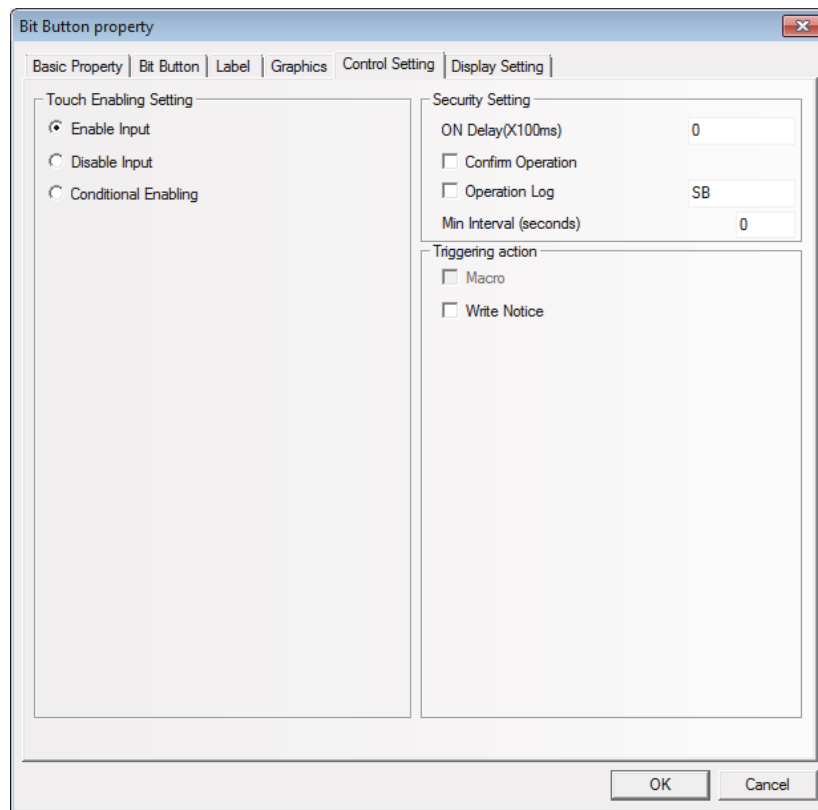 Bit Button property
Basic Property Bit Button Label Graphics Control Setting Display Setting
Touch Enabling Setting
Enable Input
Disable Input
Conditional Enabling
Security Setting
ON Delay(X100ms) 0
Confirm Operation
Operation Log SB
Min Interval (seconds) 0
Triggering action
Macro
Write Notice
OK Cancel